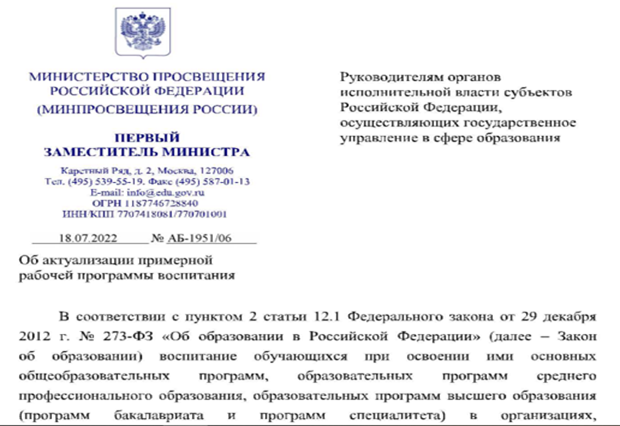 МИНИСТЕРСТВО ПРОСВЕЩЕНИЯ
РОССИЙСКОЙ ФЕДЕРАЦИИ
(МИНПРОСВЕЩЕНИЯ РОССИИ)
ПЕРВЫЙ
ЗАМЕСТИТЕЛЬ МИНИСТРА
Каретный Ряд, д. 2, Москва, 127006
Тел. (495) 539-55-19. Факс (495) 587-01-13
E-mail: info@edu.gov.ru
ОГРН 1187746728840
ИНН/КПП 7707418081/770701001
18.07.2022 № АБ-1951/06
Руководителям органов
исполнительной власти субъектов
Российской Федерации,
осуществляющих государственное
управление в сфере образования
Об актуализации примерной
рабочей программы воспитания
В соответствии с пунктом 2 статьи 12.1 Федерального закона от 29 декабря
2012 г. № 273-ФЗ «Об образовании в Российской Федерации» (далее – Закон
об образовании) воспитание обучающихся при освоении ими основных
общеобразовательных программ, образовательных программ среднего
профессионального образования, образовательных программ высшего образования
(программ бакалавриата и программ специалитета) в организациях,